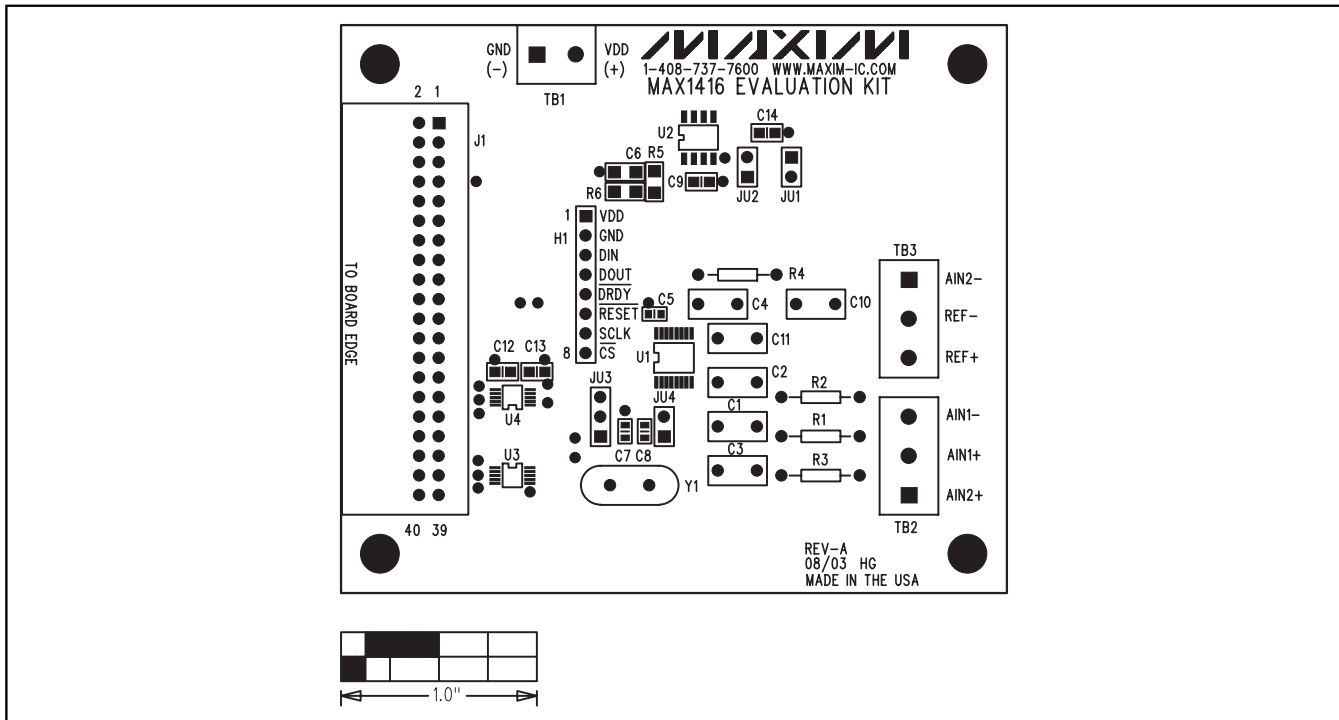 GND
(-)
VDD
(+)
TB1
MAXIM
1-408-737-7600 WWW.MAXIM-IC.COM
MAX1416 EVALUATION KIT
2 1
J1
TO BOARD EDGE
40 39
U2
C14
C6 R5
C9
R6
JU2
JU1
1
H1
8
VDD
GND
DIN
DOUT
DRDY
RESET
SCLK
CS
C5
R4
C4
C10
C11
U1
C2
C12 C13
U4
U3
JU3
JU4
C1
C3
C7 C8
Y1
R2
R1
R3
TB3
AIN2-
REF-
REF+
AIN1-
AIN1+
AIN2+
TB2
REV-A
08/03 HG
MADE IN THE USA
1.0"